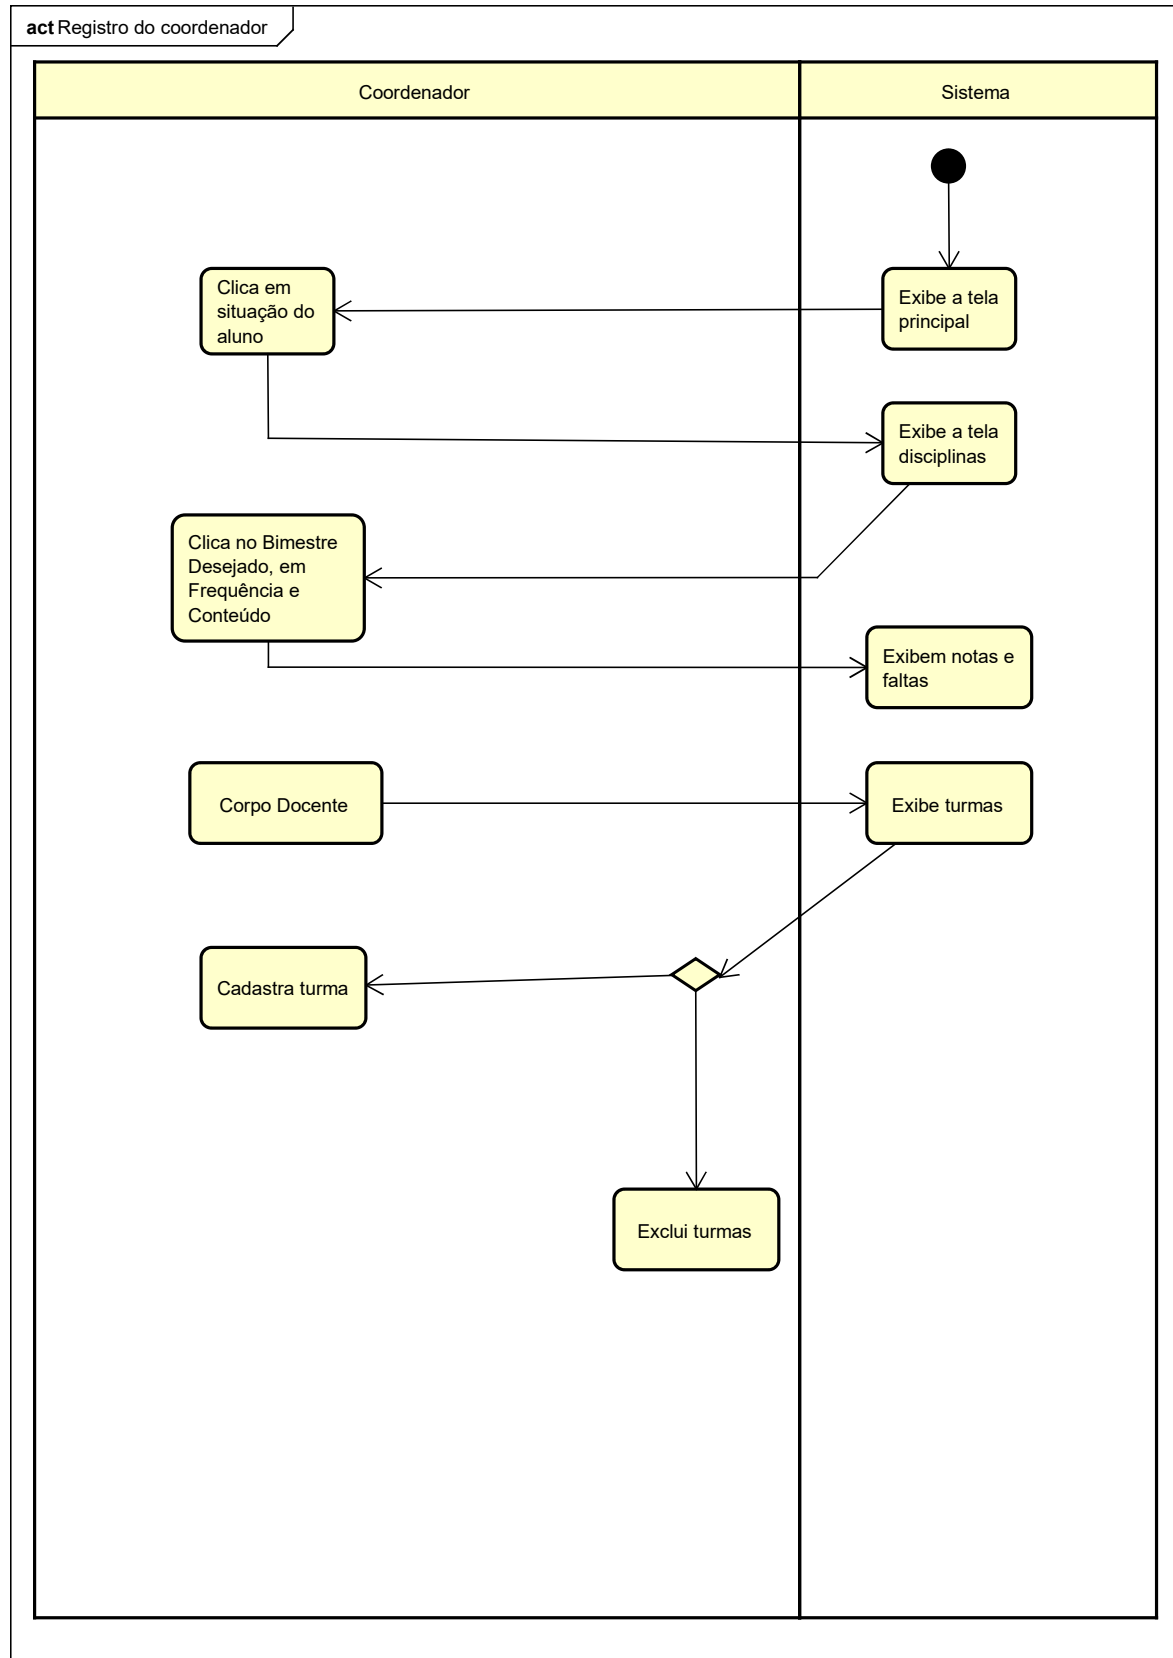 act Registro do coordenador
Coordenador
Sistema
Clica em
situação do
aluno
Exibe a tela
principal
Exibe a tela
disciplinas
Clica no Bimestre
Desejado, em
Frequência e
Conteúdo
Exibem notas e
faltas
Corpo Docente
Exibe turmas
Cadastra turma
Exclui turmas